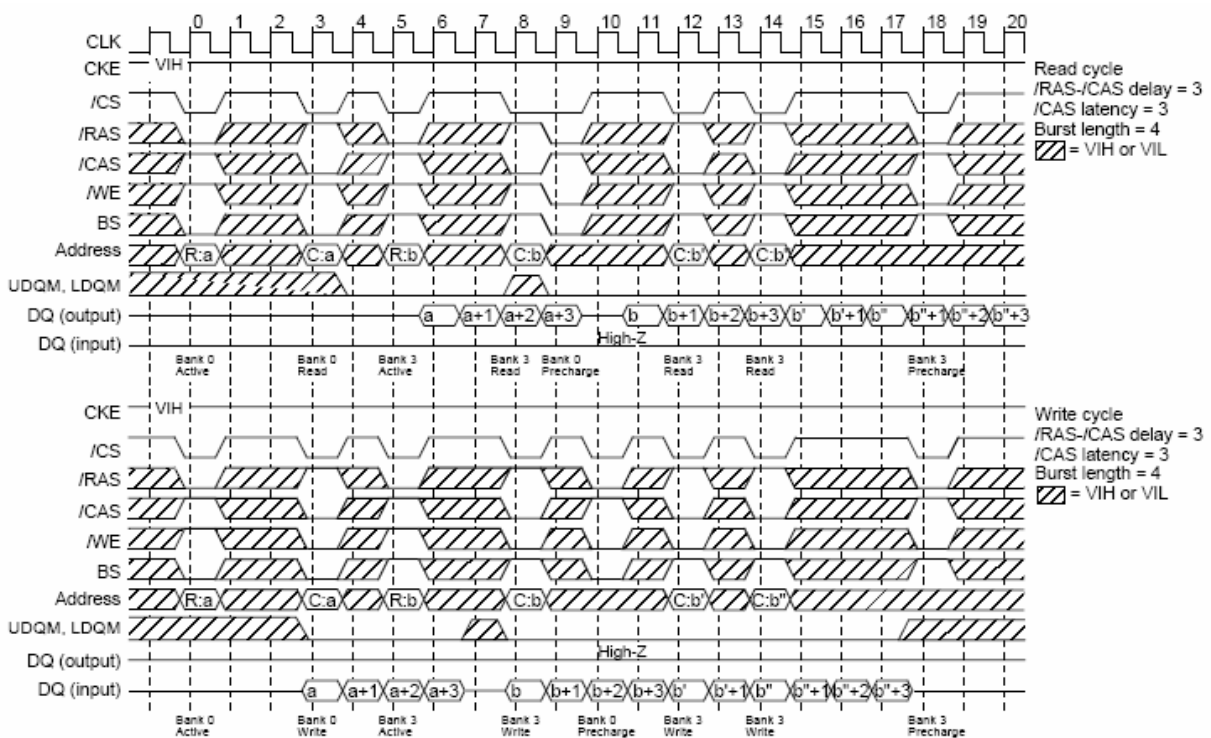 0 1 2 3 4 5 6 7 8 9 10 11 12 13 14 15 16 17 18 19 20
CLK
CKE VIH
/CS
/RAS
/CAS
/WE
BS
Address R:a C:a R:b C:b C:b' C:b"
UDQM, LDQM
DQ (output) a a+1 a+2 a+3 b b+1 b+2 b+3 b' b'+1 b" b"+1 b"+2 b"+3
High-Z
DQ (input)
Bank 0 Active
Bank 0 Read
Bank 3 Active
Bank 3 Read
Bank 0 Precharge
Bank 3 Read
Bank 3 Read
Bank 3 Precharge
Read cycle
/RAS-/CAS delay = 3
/CAS latency = 3
Burst length = 4
= VIH or VIL
CKE VIH
/CS
/RAS
/CAS
/WE
BS
Address R:a C:a R:b C:b C:b' C:b"
UDQM, LDQM
High-Z
DQ (output)
DQ (input) a a+1 a+2 a+3 b b+1 b+2 b+3 b' b'+1 b" b"+1 b"+2 b"+3
Bank 0 Active
Bank 0 Write
Bank 3 Active
Bank 3 Write
Bank 0 Precharge
Bank 3 Write
Bank 3 Write
Bank 3 Precharge
Write cycle
/RAS-/CAS delay = 3
/CAS latency = 3
Burst length = 4
= VIH or VIL